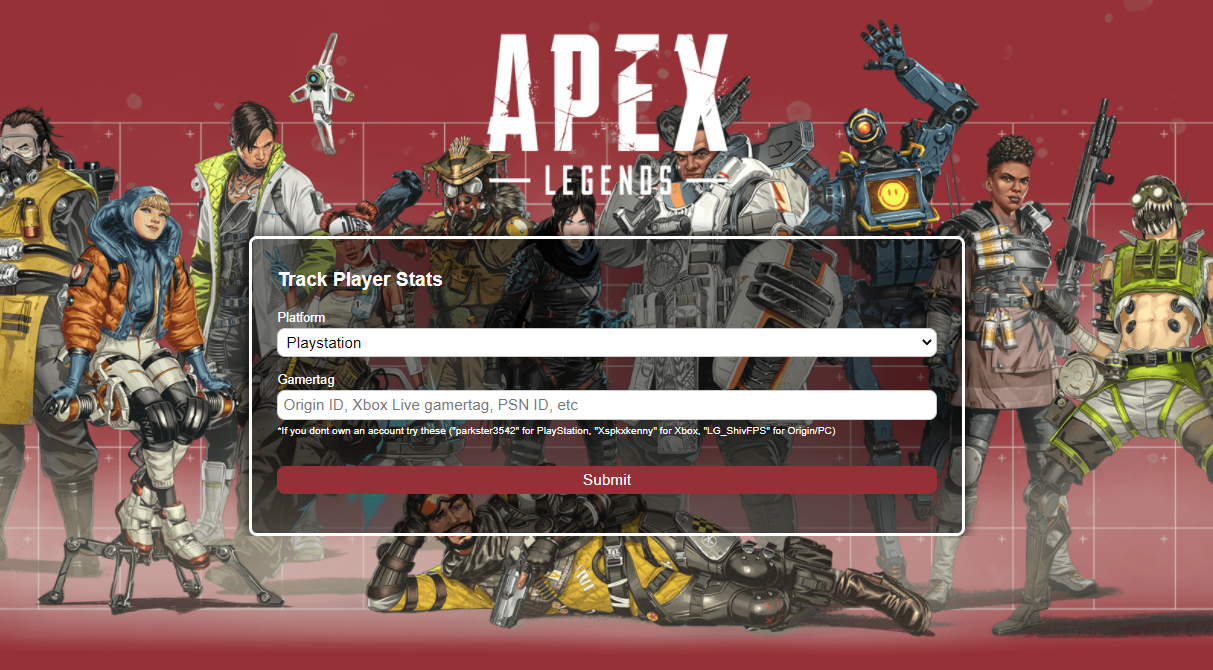 APEX
LEGENDS
Track Player Stats
Platform
Playstation
Gamertag
Origin ID, Xbox Live gamertag, PSN ID, etc
*If you dont own an account try these ("parkster3542" for PlayStation, "Xspkxkenny" for Xbox, "LG_ShivFPS" for Origin/PC)
Submit